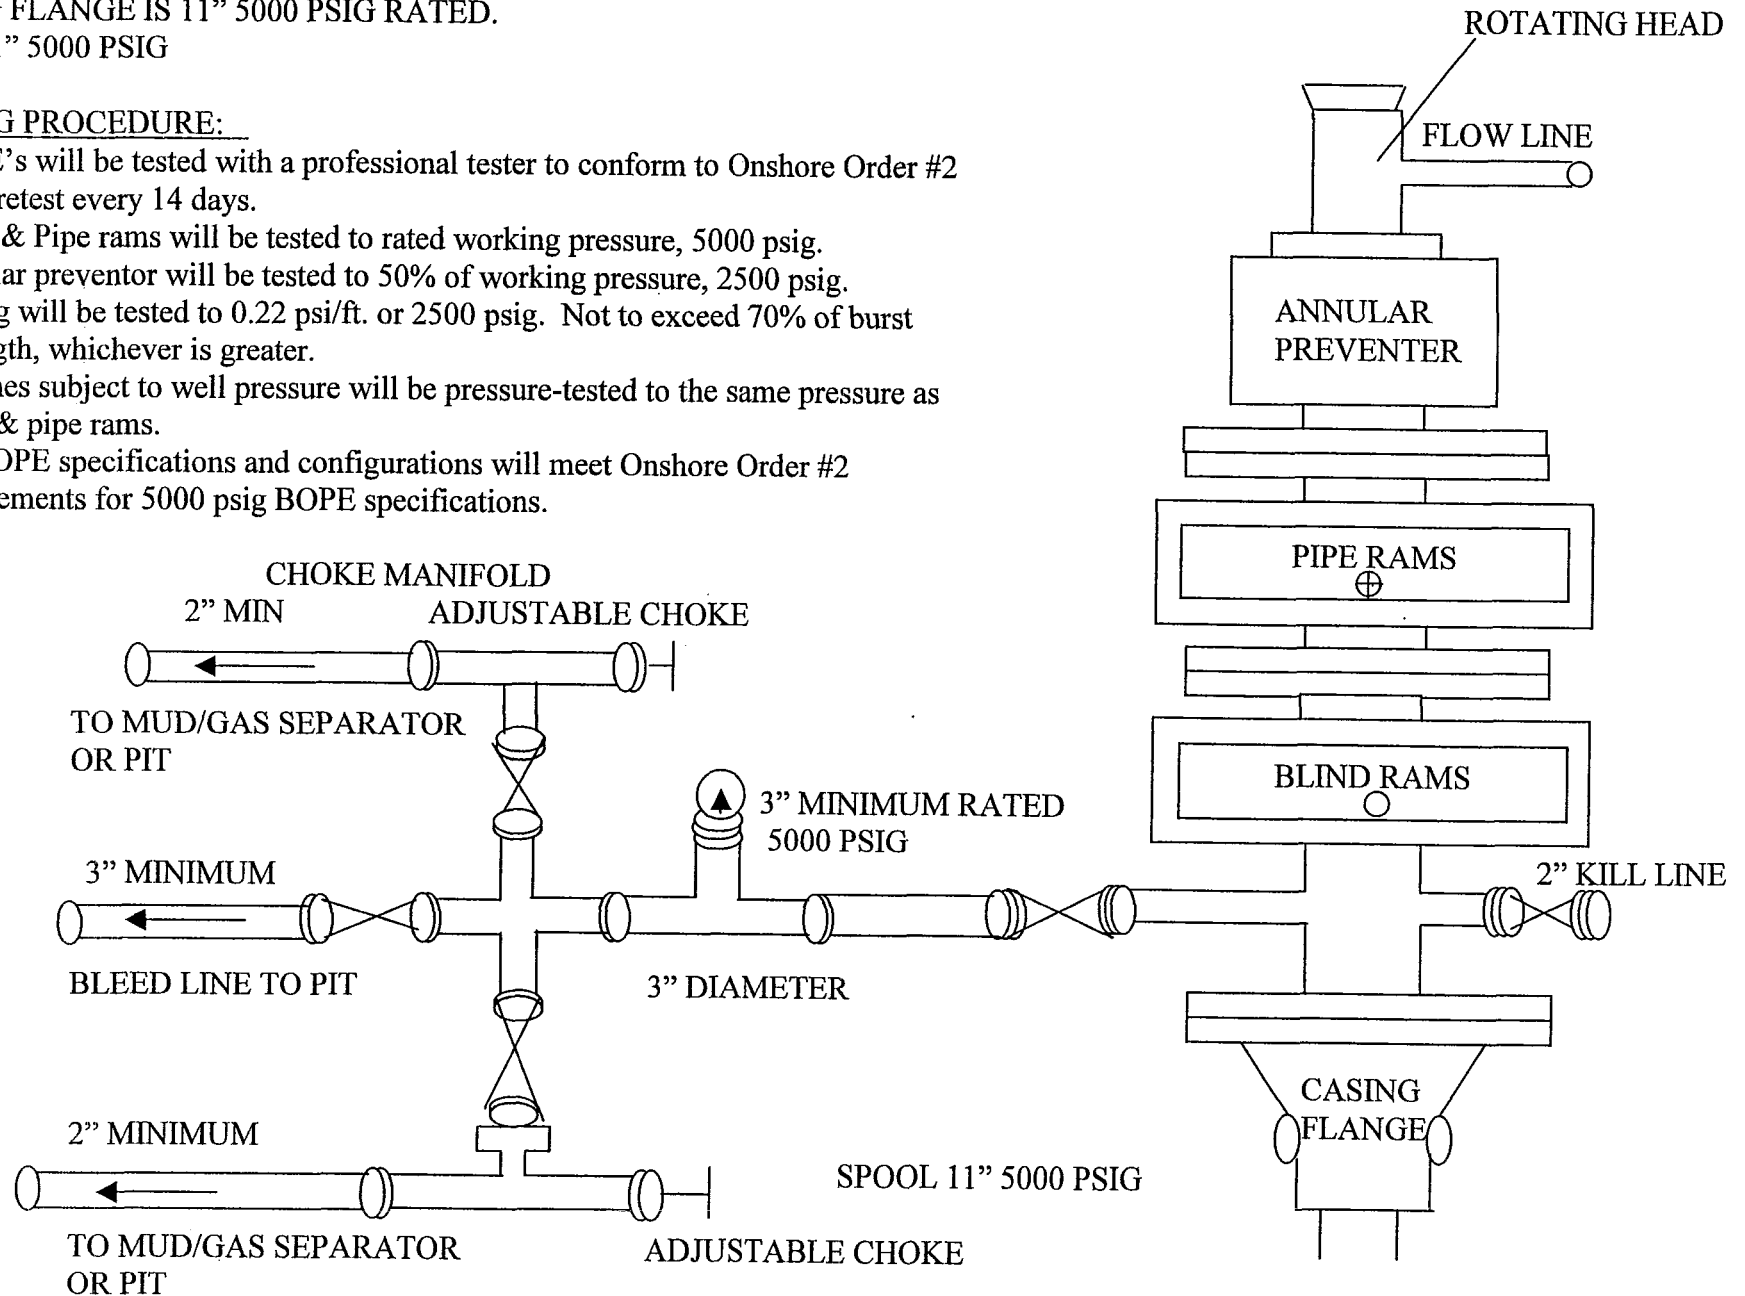 FLANGE IS 11” 5000 PSIG RATED.
” 5000 PSIG
G PROCEDURE:
E’s will be tested with a professional tester to conform to Onshore Order #2
retest every 14 days.
& Pipe rams will be tested to rated working pressure, 5000 psig.
lar preventor will be tested to 50% of working pressure, 2500 psig.
g will be tested to 0.22 psi/ft. or 2500 psig. Not to exceed 70% of burst
gth, whichever is greater.
nes subject to well pressure will be pressure-tested to the same pressure as
& pipe rams.
OPE specifications and configurations will meet Onshore Order #2
ements for 5000 psig BOPE specifications.
ROTATING HEAD
FLOW LINE
ANNULAR
PREVENTER
PIPE RAMS
BLIND RAMS
2” KILL LINE
CASING
FLANGE
CHOKE MANIFOLD
2” MIN
ADJUSTABLE CHOKE
TO MUD/GAS SEPARATOR
OR PIT
3” MINIMUM RATED
5000 PSIG
3” MINIMUM
BLEED LINE TO PIT
3” DIAMETER
2” MINIMUM
SPOOL 11” 5000 PSIG
TO MUD/GAS SEPARATOR
OR PIT
ADJUSTABLE CHOKE